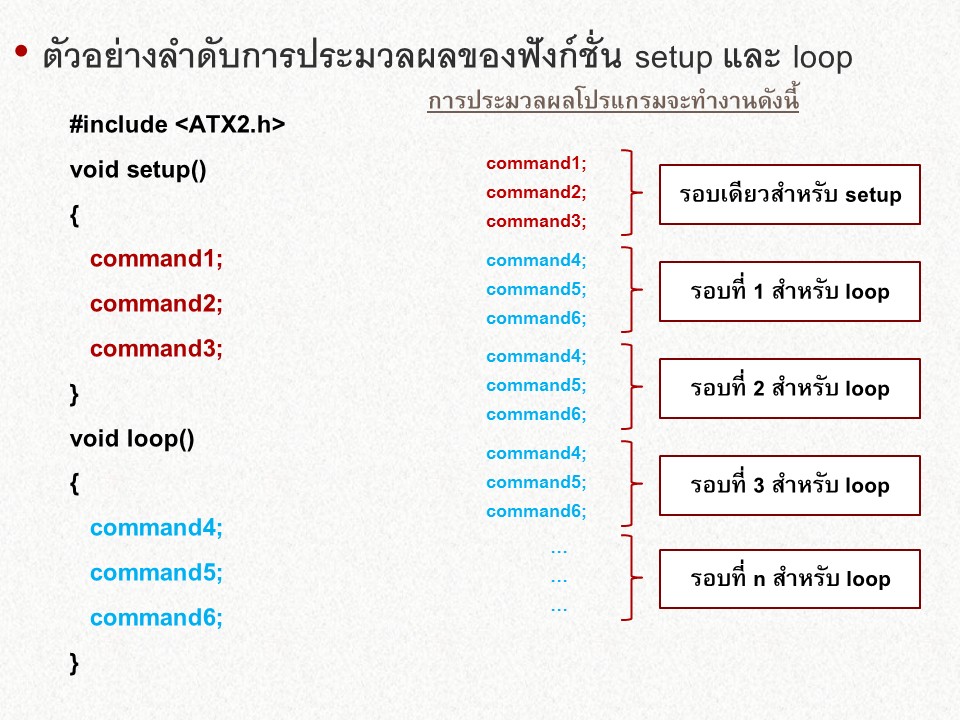 • ตัวอย่างลำดับการประมวลผลของฟังก์ชั่น setup และ loop
การประมวลผลโปรแกรมจะทำงานดังนี้
#include <ATX2.h>
void setup()
{
command1;
command2;
command3;
}
void loop()
{
command4;
command5;
command6;
}
command1;
command2;
command3;
รอบเดียวสำหรับ setup
command4;
command5;
command6;
รอบที่ 1 สำหรับ loop
command4;
command5;
command6;
รอบที่ 2 สำหรับ loop
command4;
command5;
command6;
รอบที่ 3 สำหรับ loop
...
...
...
รอบที่ n สำหรับ loop